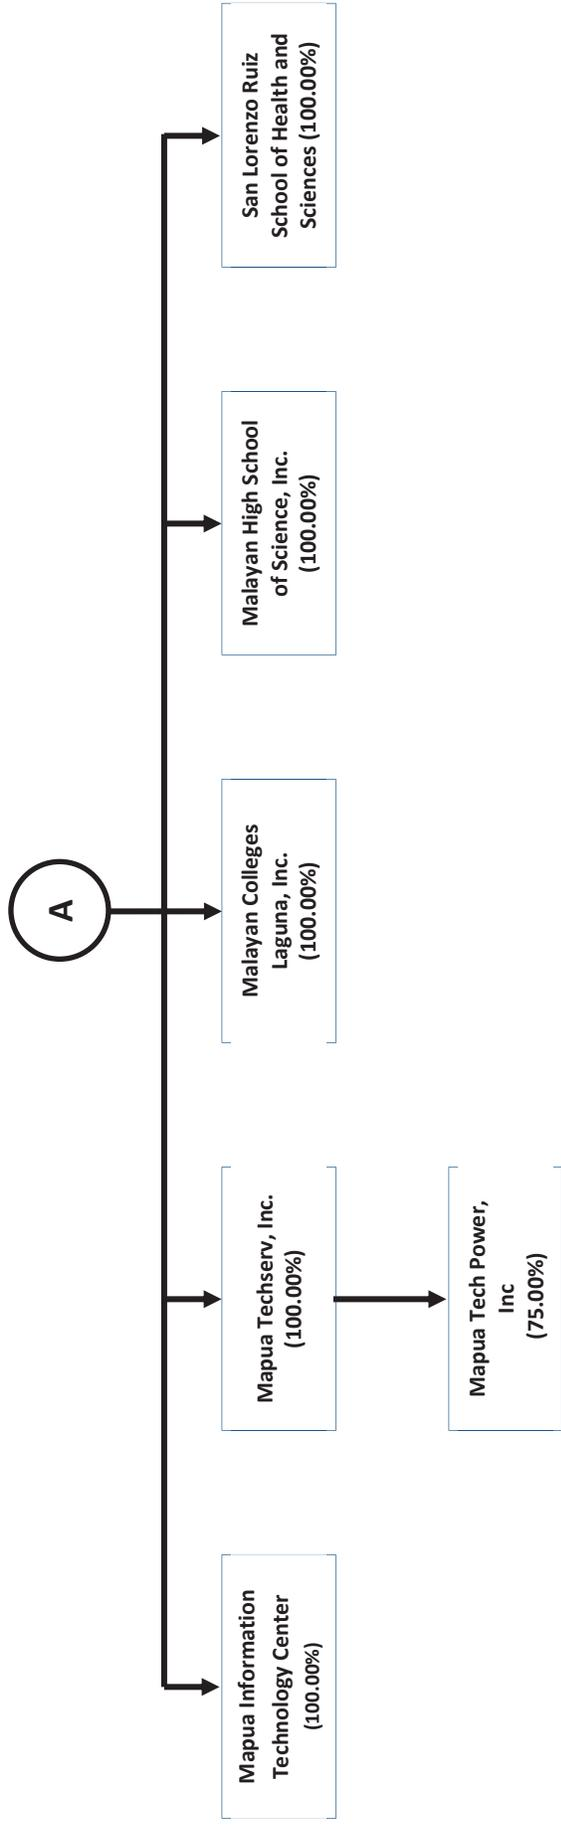 A
Mapua Information
Technology Center
(100.00%)
Mapua Techserv, Inc.
(100.00%)
Malayan Colleges
Laguna, Inc.
(100.00%)
Malayan High School
of Science, Inc.
(100.00%)
San Lorenzo Ruiz
School of Health and
Sciences (100.00%)
Mapua Tech Power,
Inc
(75.00%)